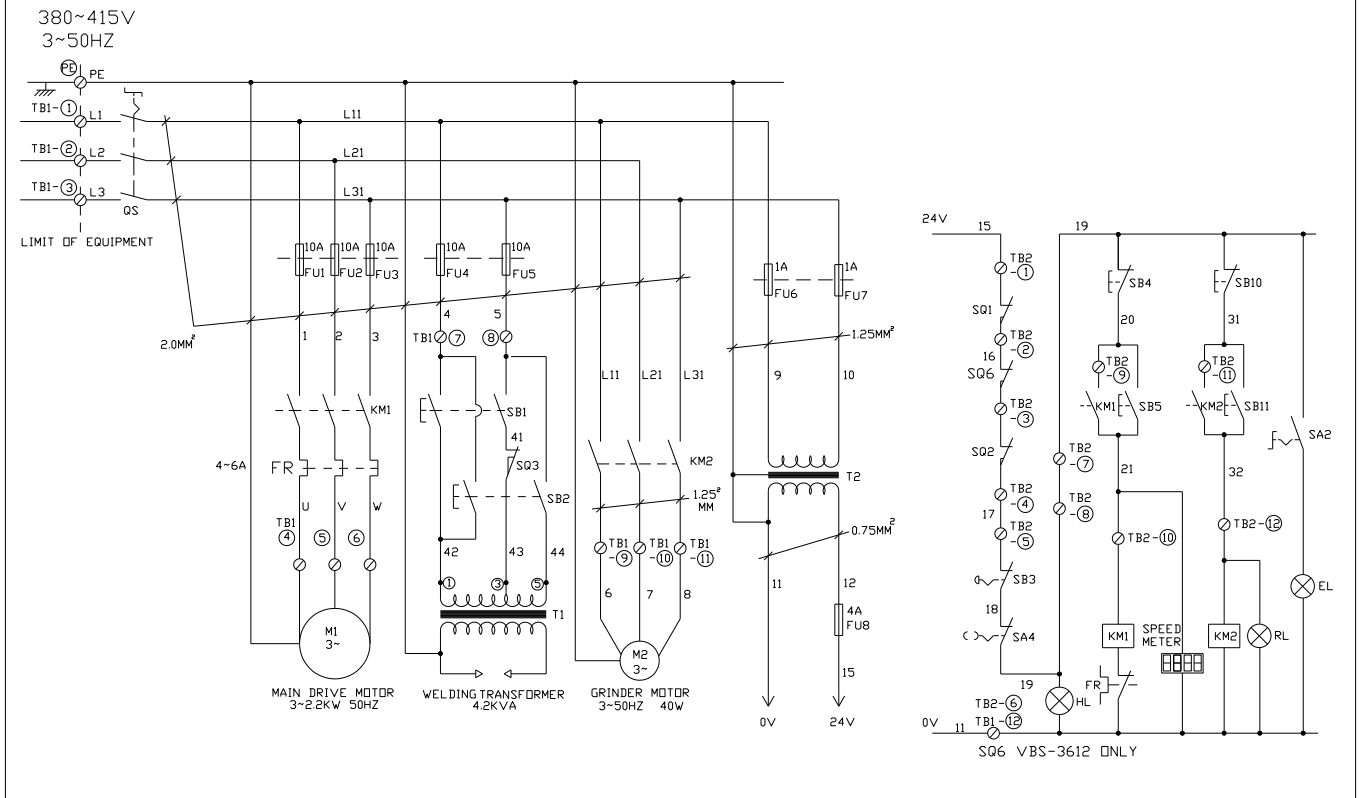 380~415V
3~50HZ
PE
PE
TB1-①
L1
L11
TB1-②
L2
L21
TB1-③
L3
L31
QS
LIMIT OF EQUIPMENT
2.0MM²
10A
FU1
10A
FU2
10A
FU3
10A
FU4
10A
FU5
1A
FU6
1A
FU7
1.25MM²
1
2
3
4
5
TB1
⑦
⑧
L11
L21
L31
9
10
KM1
SB1
41
SQ3
4~6A
FR
U
V
W
SB2
KM2
1.25²
MM
T2
0.75MM²
TB1
④
⑤
⑥
42
43
44
TB1
-⑨
TB1
-⑩
TB1
-⑪
①
③
⑤
T1
6
7
8
11
12
4A
FU8
15
M1
3~
M2
3~
MAIN DRIVE MOTOR
3~2.2KW 50HZ
WELDING TRANSFORMER
4.2KVA
GRINDER MOTOR
3~50HZ 40W
0V
24V
24V
15
19
TB2
-①
SQ1
TB2
-②
16
SQ6
TB2
-③
SQ2
TB2
-④
17
TB2
-⑤
SB3
18
SA4
19
TB2-⑥
TB1-⑫
0V
11
TB2
-⑦
TB2
-⑧
HL
SB4
20
TB2
-⑨
KM1
SB5
21
TB2-⑩
KM1
SPEED
METER
FR
SB10
31
TB2
-⑪
KM2
SB11
32
TB2-⑫
KM2
RL
SA2
EL
SQ6 VBS-3612 ONLY